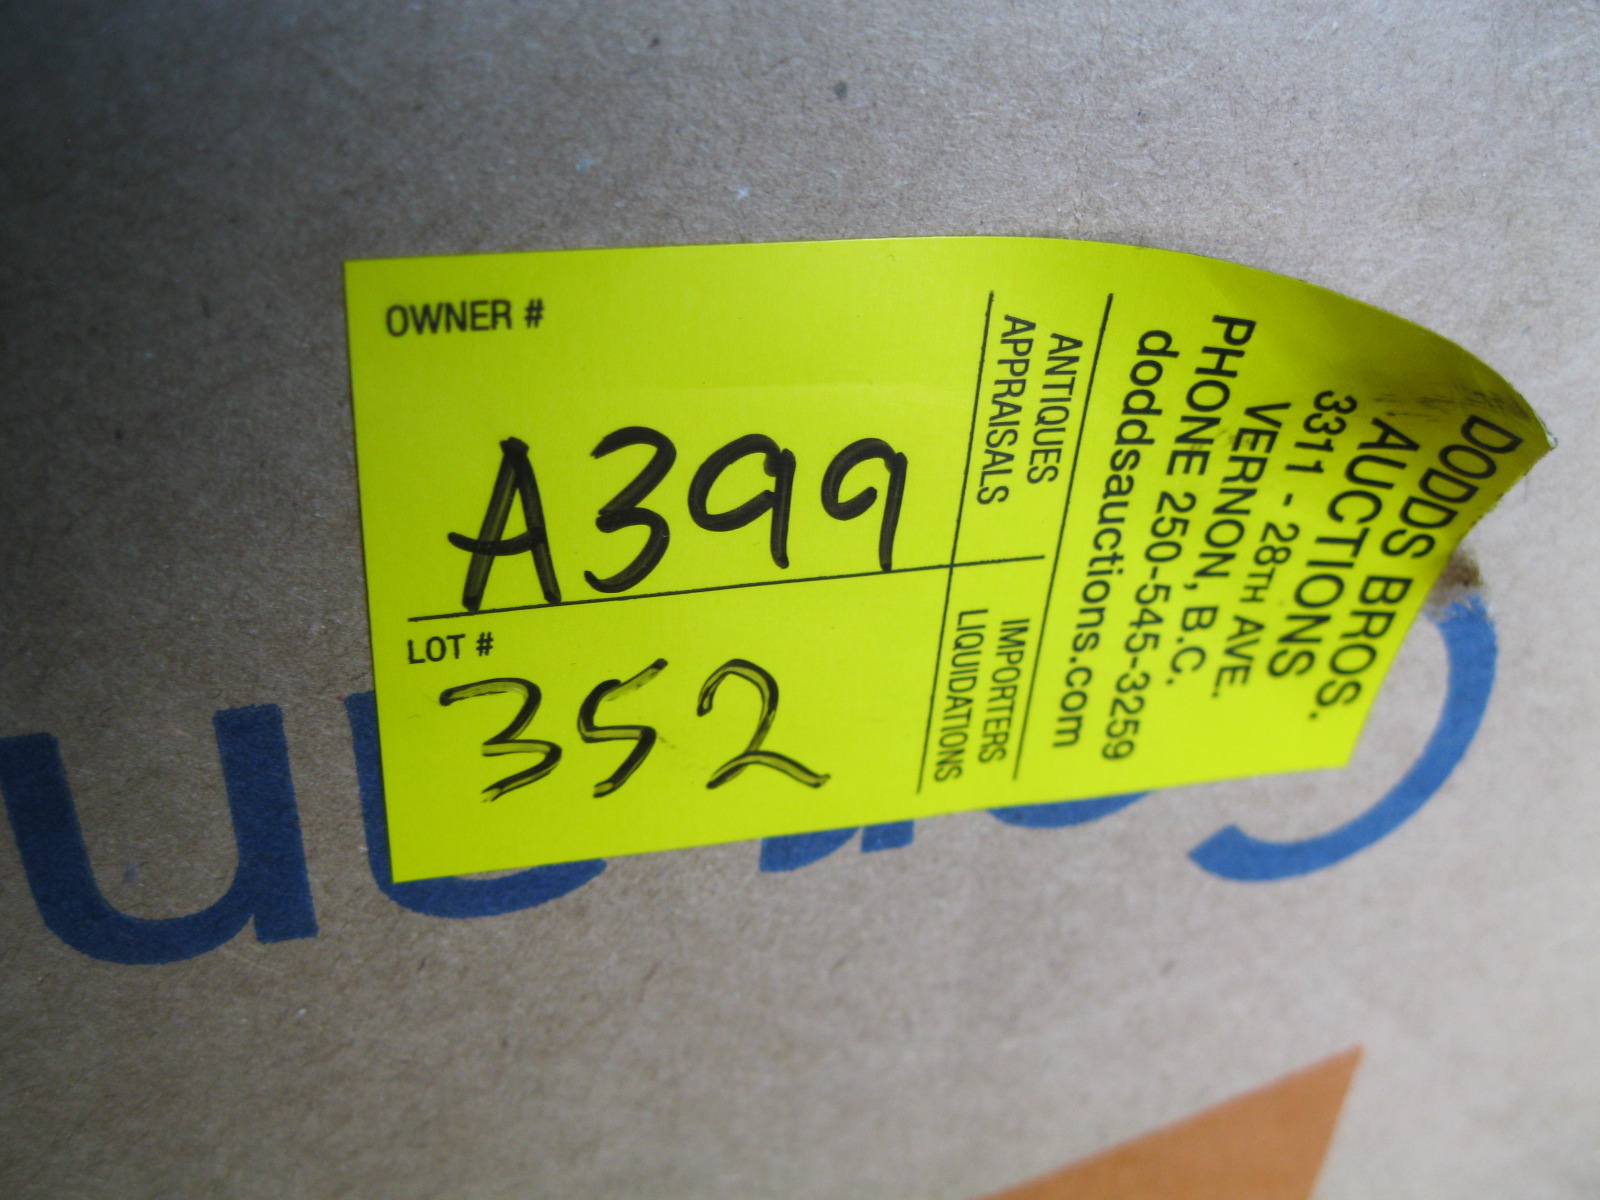 OWNER #
A399
LOT #
352
DODDS BROS.
AUCTIONS
3311 - 28TH AVE.
VERNON, B.C.
PHONE 250-545-3259
doddsauctions.com
ANTIQUES
APPRAISALS
IMPORTERS
LIQUIDATIONS